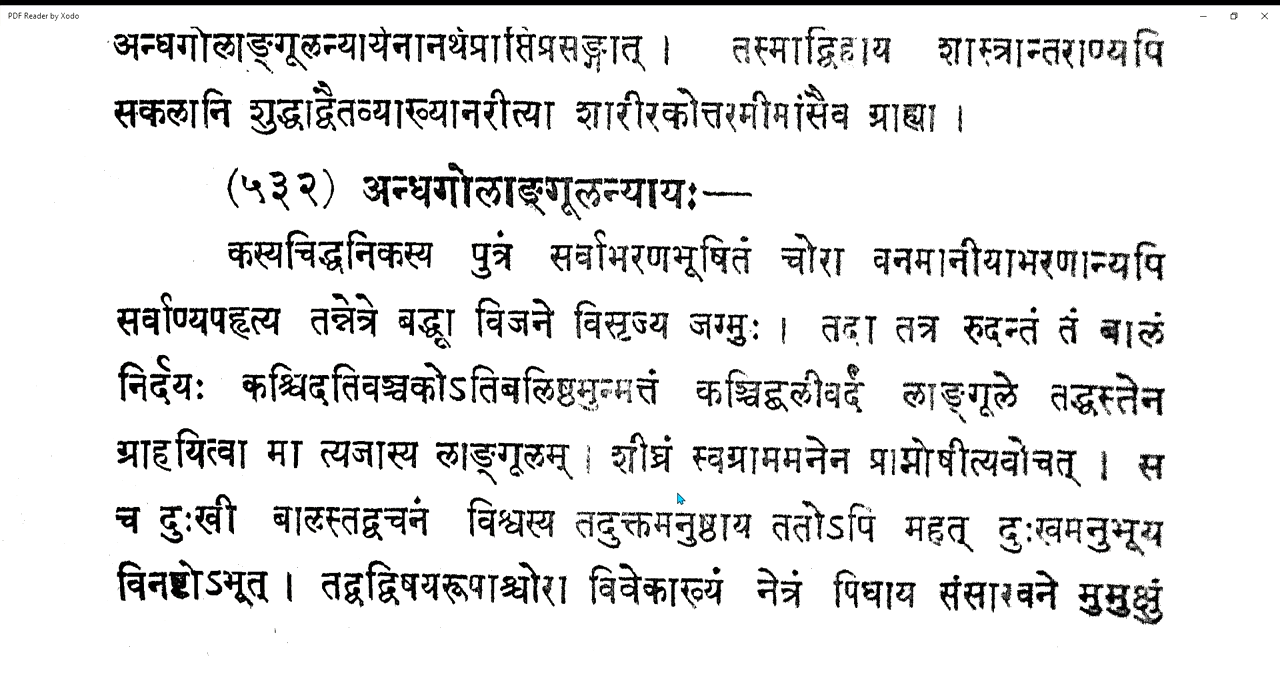 PDF Reader by Xodo
अन्धगोलाङ्गूलन्यायेनानर्थप्राप्तिप्रसङ्गात् । तस्माद्विहाय शास्त्रान्तराण्यपि
सकलानि शुद्धाद्वैतव्याख्यानरीत्या शारीरकोत्तरमीमांसैव ग्राह्या ।
(५३२) अन्धगोलाङ्गूलन्यायः—
कस्यचिद्धनिकस्य पुत्रं सर्वाभरणभूषितं चोरा वनमानीयाभरणान्यपि
सर्वाण्यपहृत्य तन्नेत्रे बद्ध्वा विजने विसृज्य जग्मुः । तदा तत्र रुदन्तं तं बालं
निर्दयः कश्चिदतिवञ्चकोऽतिबलिष्ठमुन्मत्तं कञ्चिद्बलीवर्दं लाङ्गूले तद्धस्तेन
ग्राहयित्वा मा त्यजास्य लाङ्गूलम् । शीघ्रं स्वग्राममनेन प्राप्नोषीत्यवोचत् । स
च दुःखी बालस्तद्वचनं विश्वस्य तदुक्तमनुष्ठाय ततोऽपि महत् दुःखमनुभूय
विनष्टोऽभूत् । तद्वद्विषयरूपाश्चोरा विवेकाख्यं नेत्रं पिधाय संसारवने मुमुक्षुं